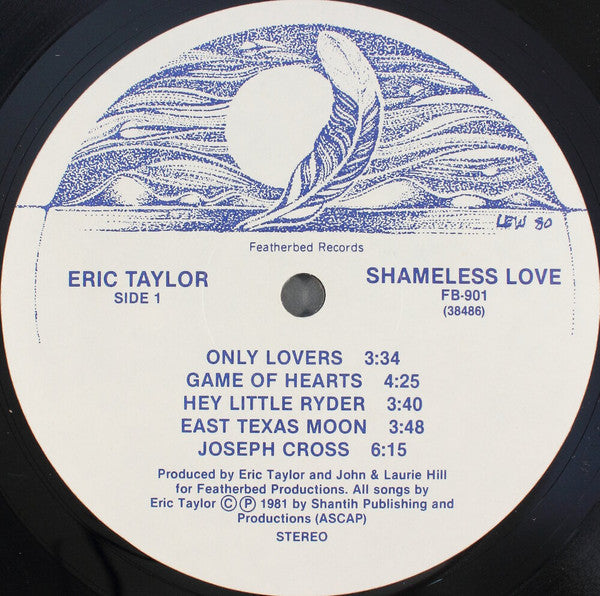 LEW 80
Featherbed Records
ERIC TAYLOR
SIDE 1
SHAMELESS LOVE
FB-901
(38486)
ONLY LOVERS 3:34
GAME OF HEARTS 4:25
HEY LITTLE RYDER 3:40
EAST TEXAS MOON 3:48
JOSEPH CROSS 6:15
Produced by Eric Taylor and John & Laurie Hill
for Featherbed Productions. All songs by
Eric Taylor Ⓒ Ⓟ 1981 by Shantih Publishing and
Productions (ASCAP)
STEREO